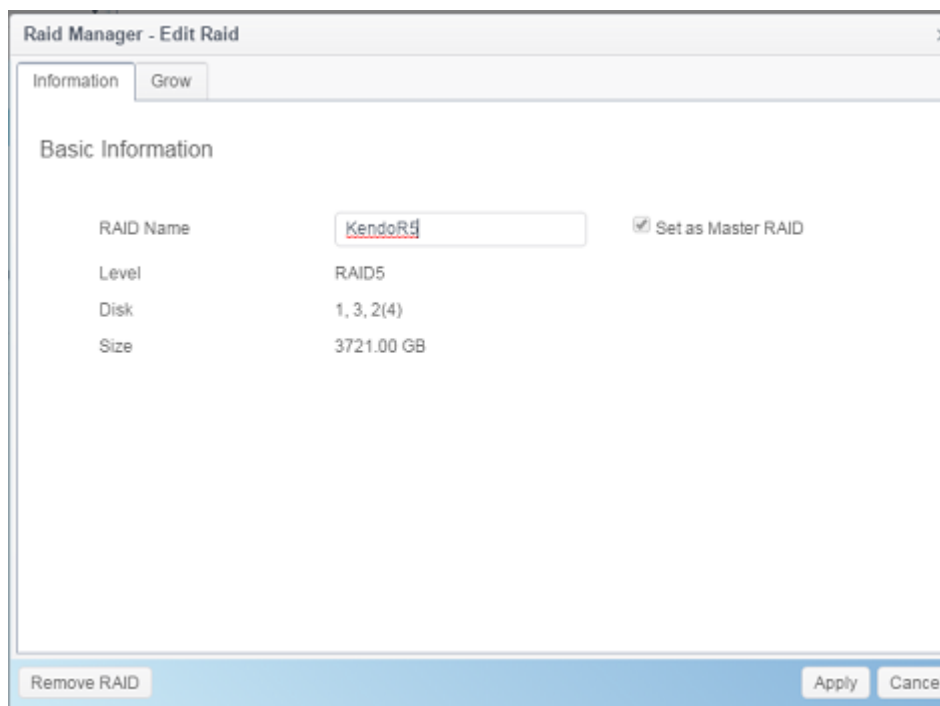 Raid Manager - Edit Raid
Information Grow
Basic Information
RAID Name KendoR5 Set as Master RAID
Level RAID5
Disk 1, 3, 2(4)
Size 3721.00 GB
Remove RAID Apply Cance